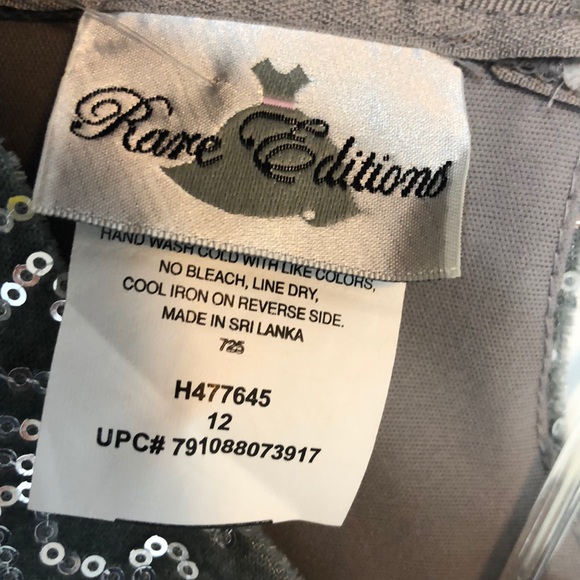 Rare Editions
HAND WASH COLD WITH LIKE COLORS,
NO BLEACH, LINE DRY,
COOL IRON ON REVERSE SIDE.
MADE IN SRI LANKA
725
H477645
12
UPC# 791088073917